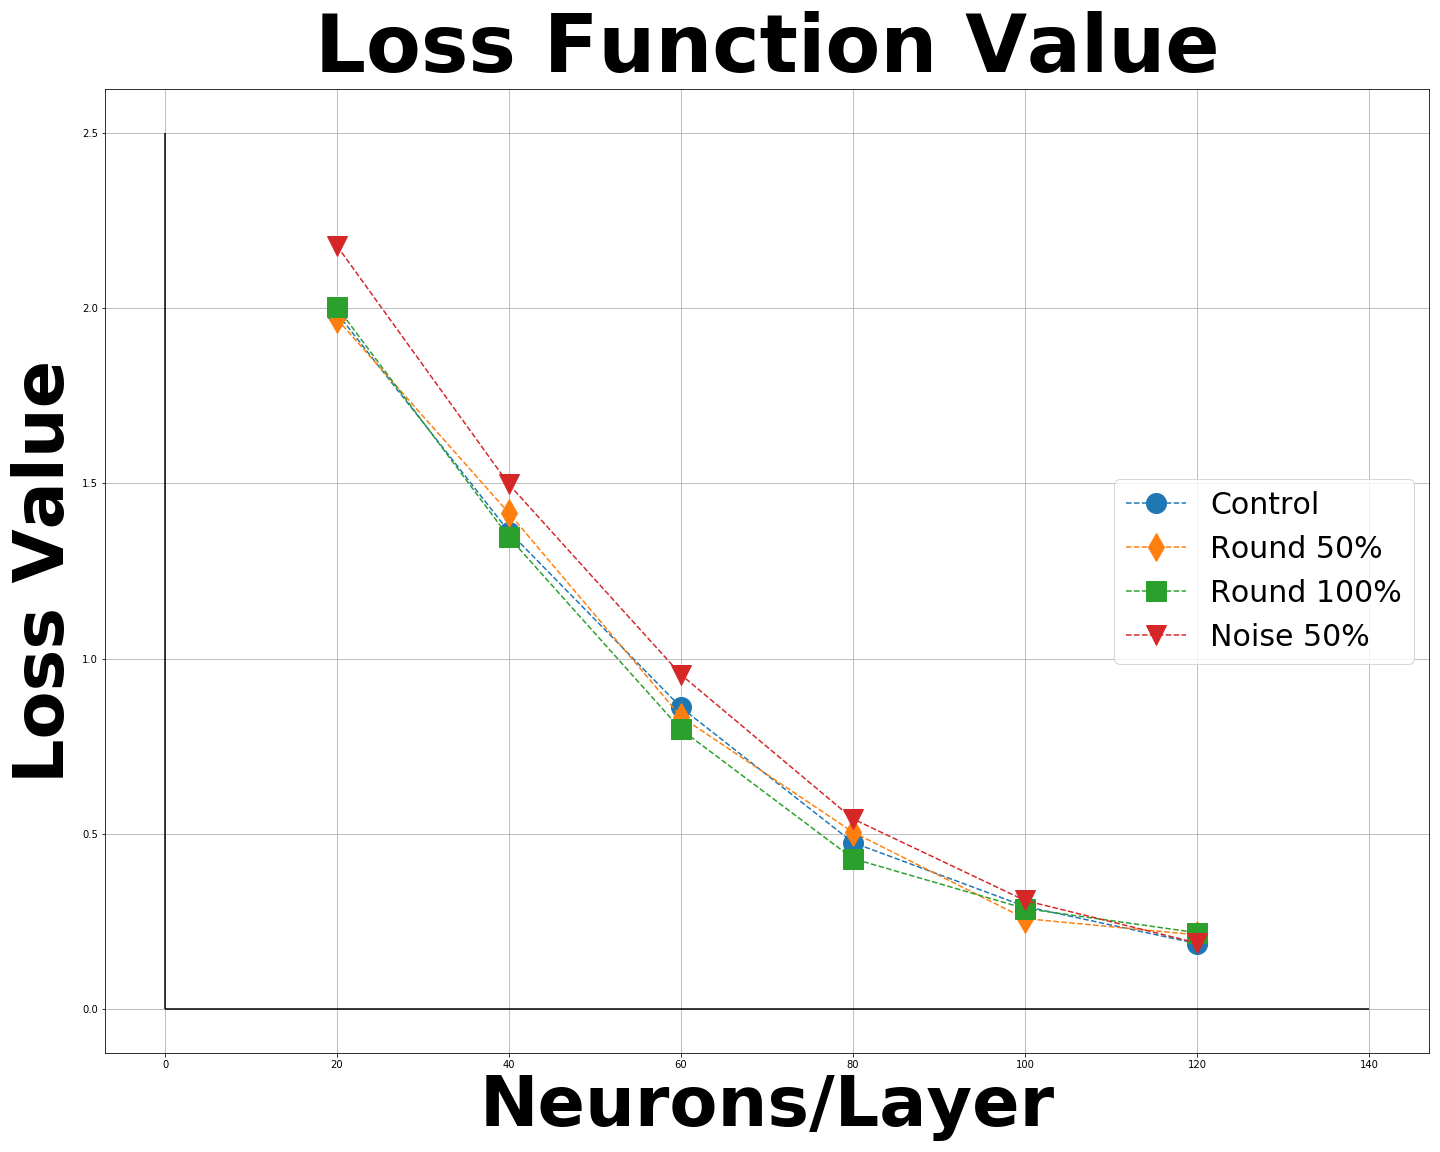 Loss Function Value
Loss Value
2.5
2.0
1.5
1.0
0.5
0.0
Control
Round 50%
Round 100%
Noise 50%
0 20 40 60 80 100 120 140
Neurons/Layer